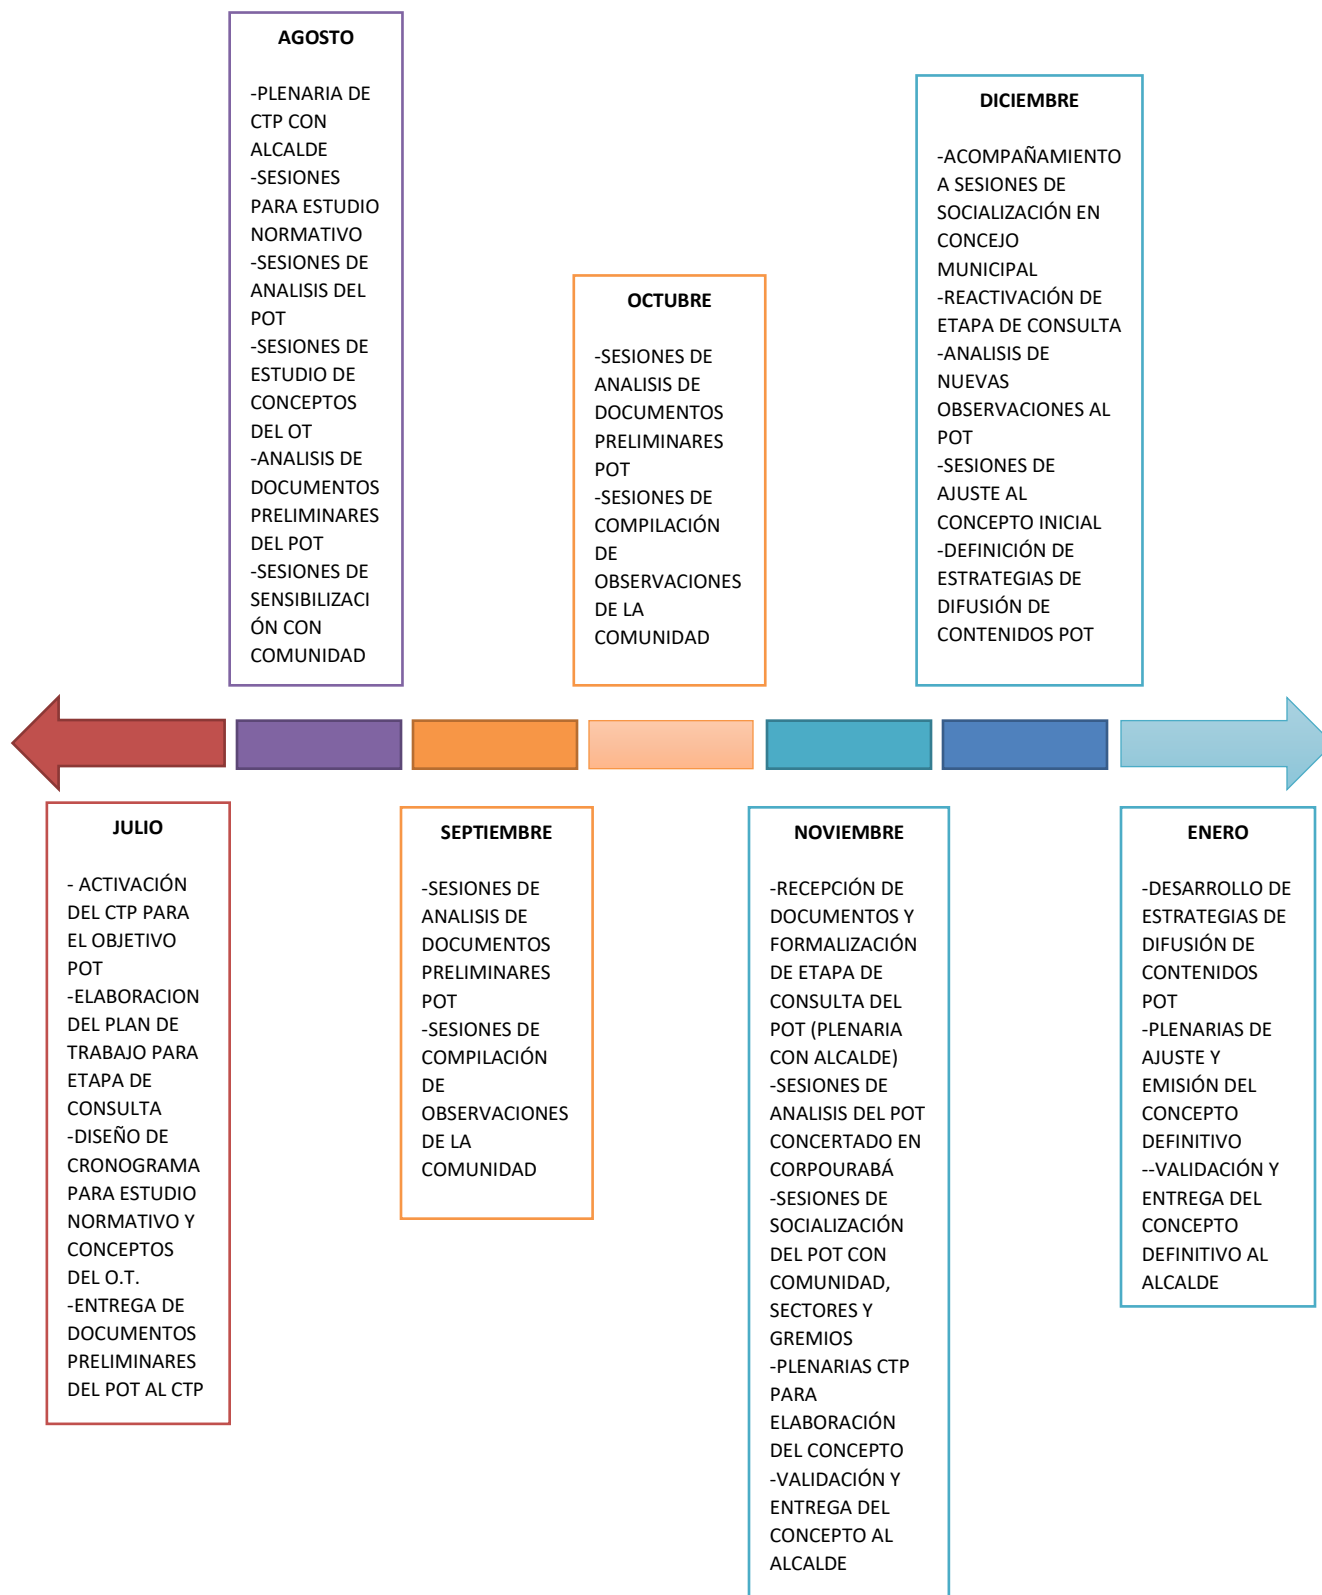 AGOSTO
-PLENARIA DE
CTP CON
ALCALDE
-SESIONES
PARA ESTUDIO
NORMATIVO
-SESIONES DE
ANALISIS DEL
POT
-SESIONES DE
ESTUDIO DE
CONCEPTOS
DEL OT
-ANALISIS DE
DOCUMENTOS
PRELIMINARES
DEL POT
-SESIONES DE
SENSIBILIZACI
ÓN CON
COMUNIDAD
OCTUBRE
-SESIONES DE
ANALISIS DE
DOCUMENTOS
PRELIMINARES
POT
-SESIONES DE
COMPILACIÓN
DE
OBSERVACIONES
DE LA
COMUNIDAD
DICIEMBRE
-ACOMPAÑAMIENTO
A SESIONES DE
SOCIALIZACIÓN EN
CONCEJO
MUNICIPAL
-REACTIVACIÓN DE
ETAPA DE CONSULTA
-ANALISIS DE
NUEVAS
OBSERVACIONES AL
POT
-SESIONES DE
AJUSTE AL
CONCEPTO INICIAL
-DEFINICIÓN DE
ESTRATEGIAS DE
DIFUSIÓN DE
CONTENIDOS POT
JULIO
- ACTIVACIÓN
DEL CTP PARA
EL OBJETIVO
POT
-ELABORACION
DEL PLAN DE
TRABAJO PARA
ETAPA DE
CONSULTA
-DISEÑO DE
CRONOGRAMA
PARA ESTUDIO
NORMATIVO Y
CONCEPTOS
DEL O.T.
-ENTREGA DE
DOCUMENTOS
PRELIMINARES
DEL POT AL CTP
SEPTIEMBRE
-SESIONES DE
ANALISIS DE
DOCUMENTOS
PRELIMINARES
POT
-SESIONES DE
COMPILACIÓN
DE
OBSERVACIONES
DE LA
COMUNIDAD
NOVIEMBRE
-RECEPCIÓN DE
DOCUMENTOS Y
FORMALIZACIÓN
DE ETAPA DE
CONSULTA DEL
POT (PLENARIA
CON ALCALDE)
-SESIONES DE
ANALISIS DEL POT
CONCERTADO EN
CORPOURABÁ
-SESIONES DE
SOCIALIZACIÓN
DEL POT CON
COMUNIDAD,
SECTORES Y
GREMIOS
-PLENARIAS CTP
PARA
ELABORACIÓN
DEL CONCEPTO
-VALIDACIÓN Y
ENTREGA DEL
CONCEPTO AL
ALCALDE
ENERO
-DESARROLLO DE
ESTRATEGIAS DE
DIFUSIÓN DE
CONTENIDOS
POT
-PLENARIAS DE
AJUSTE Y
EMISIÓN DEL
CONCEPTO
DEFINITIVO
--VALIDACIÓN Y
ENTREGA DEL
CONCEPTO
DEFINITIVO AL
ALCALDE